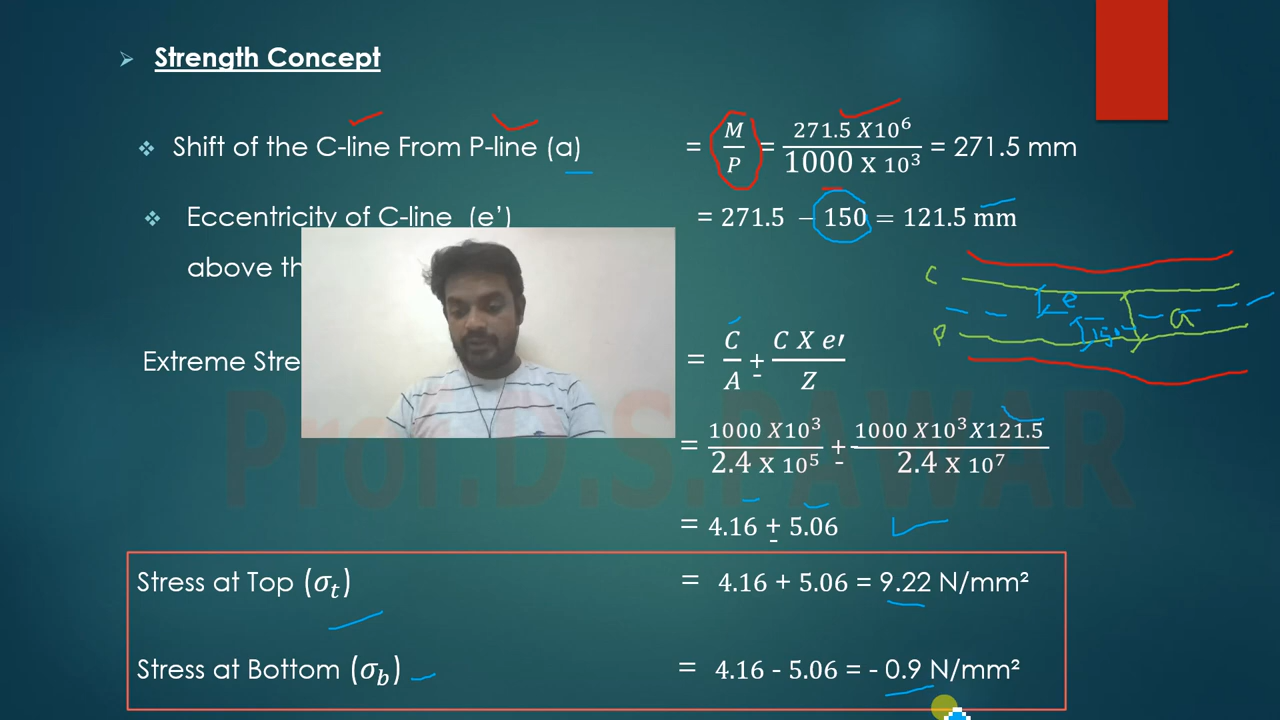 Strength Concept
Shift of the C-line From P-line (a) = M/P = 271.5 X10⁶ / 1000 X 10³ = 271.5 mm
Eccentricity of C-line (e’) = 271.5 − 150 = 121.5 mm
above th
C
e
a
150
P
Extreme Stre = C/A ± C X e′/Z
= 1000 X10³ / 2.4 X 10⁵ ± 1000 X10³X121.5 / 2.4 X 10⁷
Prof.D.S.PAWAR
= 4.16 ± 5.06
Stress at Top (σₜ) = 4.16 + 5.06 = 9.22 N/mm²
Stress at Bottom (σ_b) = 4.16 - 5.06 = - 0.9 N/mm²